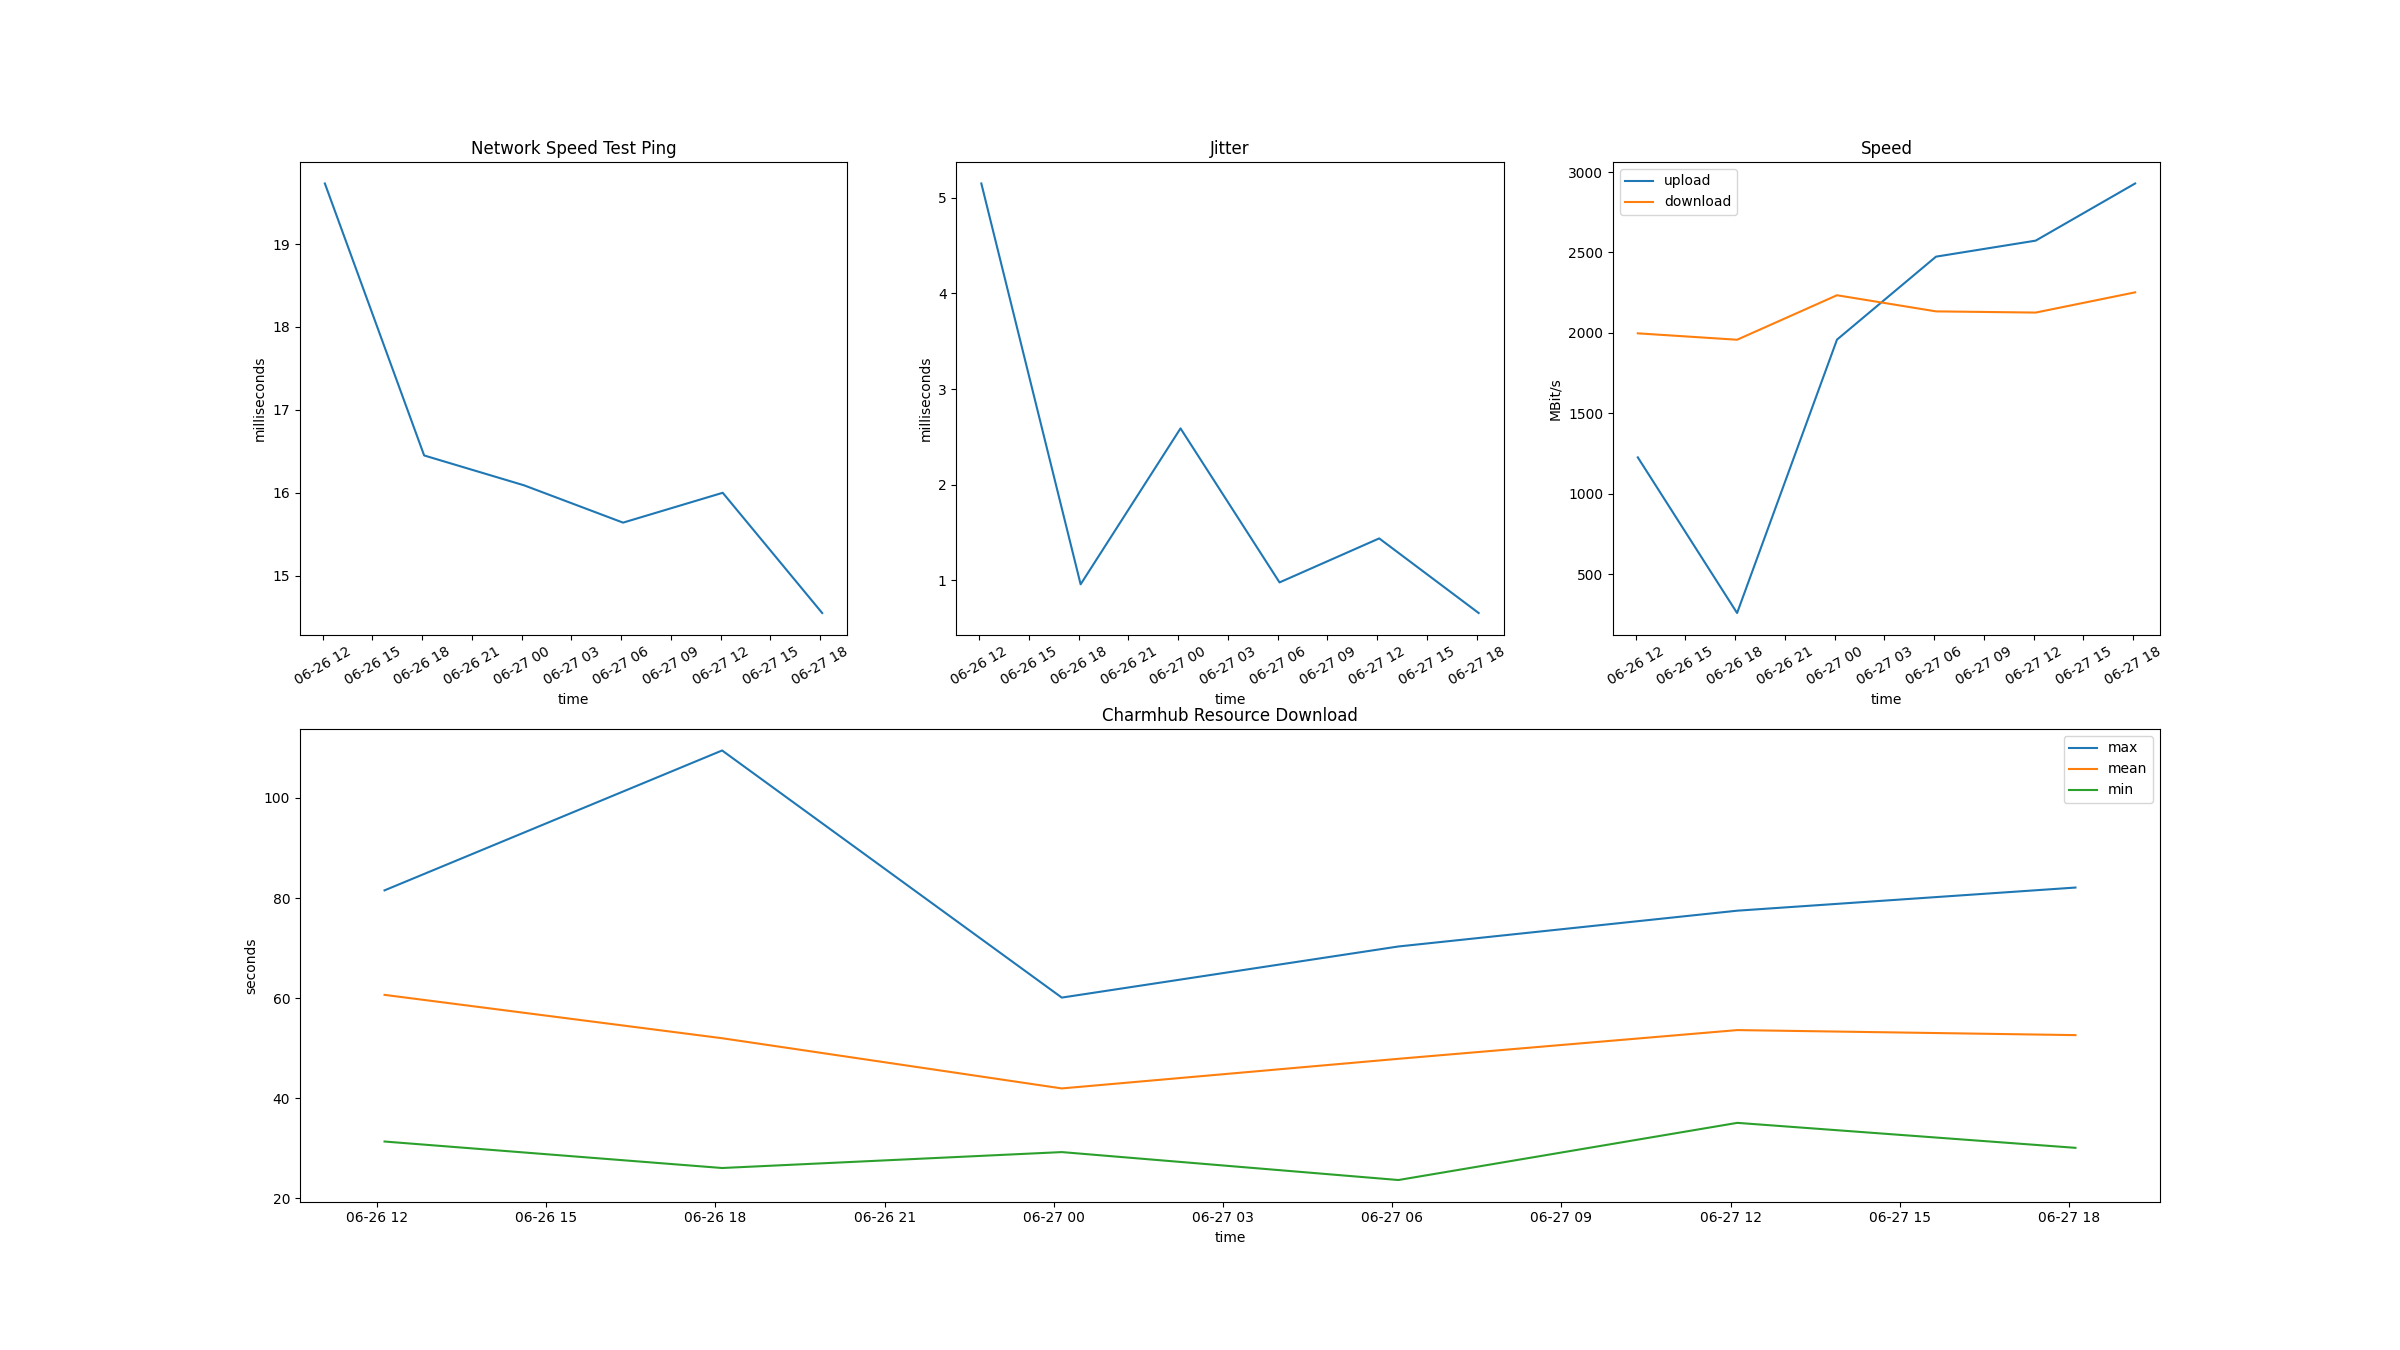 Network Speed Test Ping
milliseconds
19
18
17
16
15
06-26 12 06-26 15 06-26 18 06-26 21 06-27 00 06-27 03 06-27 06 06-27 09 06-27 12 06-27 15 06-27 18
time
Jitter
milliseconds
5
4
3
2
1
06-26 12 06-26 15 06-26 18 06-26 21 06-27 00 06-27 03 06-27 06 06-27 09 06-27 12 06-27 15 06-27 18
time
Speed
upload
download
MBit/s
3000
2500
2000
1500
1000
500
06-26 12 06-26 15 06-26 18 06-26 21 06-27 00 06-27 03 06-27 06 06-27 09 06-27 12 06-27 15 06-27 18
time
Charmhub Resource Download
max
mean
min
seconds
100
80
60
40
20
06-26 12 06-26 15 06-26 18 06-26 21 06-27 00 06-27 03 06-27 06 06-27 09 06-27 12 06-27 15 06-27 18
time